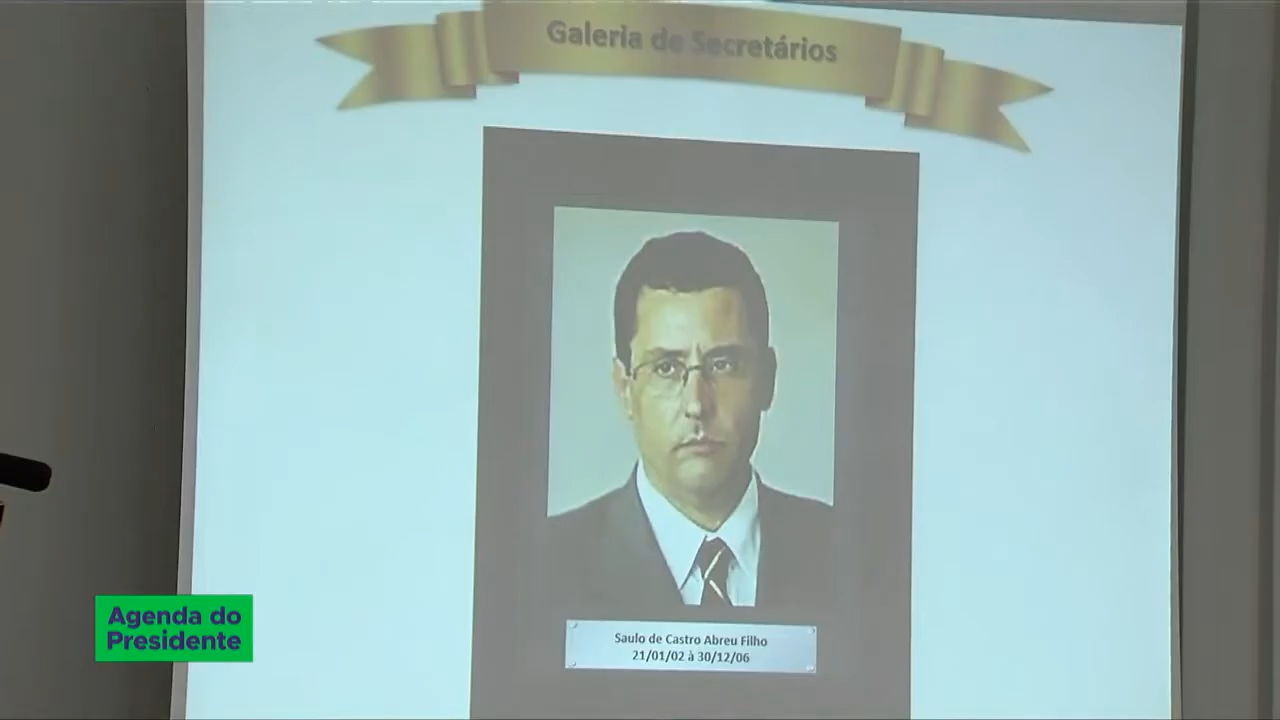 Galeria de Secretários
Saulo de Castro Abreu Filho
21/01/02 à 30/12/06
Agenda do
Presidente